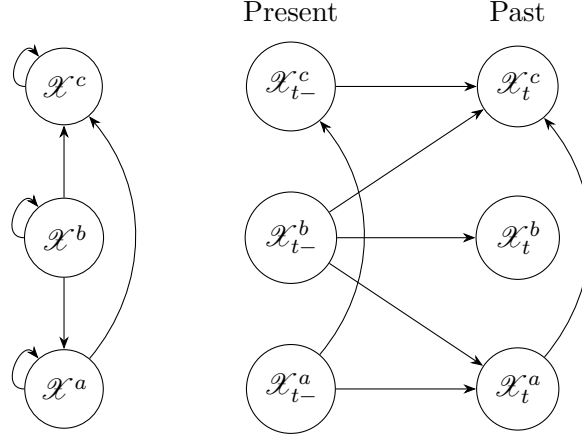 Present Past
𝒳^c 𝒳^c_{t−} 𝒳^c_t
𝒳^b 𝒳^b_{t−} 𝒳^b_t
𝒳^a 𝒳^a_{t−} 𝒳^a_t